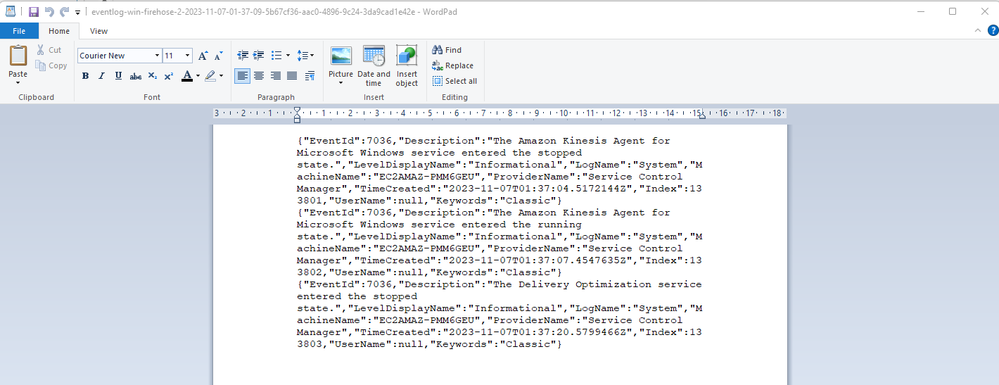 eventlog-win-firehose-2-2023-11-07-01-37-09-5b67cf36-aac0-4896-9c24-3da9cad1e42e - WordPad
File
Home
View
Paste
Cut
Copy
Clipboard
Courier New
11
B I U abc X₂ X² A
Font
Paragraph
Picture
Date and time
Insert object
Insert
Find
Replace
Select all
Editing
3 2 1 1 2 3 4 5 6 7 8 9 10 11 12 13 14 15 16 17 18
{"EventId":7036,"Description":"The Amazon Kinesis Agent for
Microsoft Windows service entered the stopped
state.","LevelDisplayName":"Informational","LogName":"System","M
achineName":"EC2AMAZ-PMM6GEU","ProviderName":"Service Control
Manager","TimeCreated":"2023-11-07T01:37:04.5172144Z","Index":13
3801,"UserName":null,"Keywords":"Classic"}
{"EventId":7036,"Description":"The Amazon Kinesis Agent for
Microsoft Windows service entered the running
state.","LevelDisplayName":"Informational","LogName":"System","M
achineName":"EC2AMAZ-PMM6GEU","ProviderName":"Service Control
Manager","TimeCreated":"2023-11-07T01:37:07.4547635Z","Index":13
3802,"UserName":null,"Keywords":"Classic"}
{"EventId":7036,"Description":"The Delivery Optimization service
entered the stopped
state.","LevelDisplayName":"Informational","LogName":"System","M
achineName":"EC2AMAZ-PMM6GEU","ProviderName":"Service Control
Manager","TimeCreated":"2023-11-07T01:37:20.5799466Z","Index":13
3803,"UserName":null,"Keywords":"Classic"}